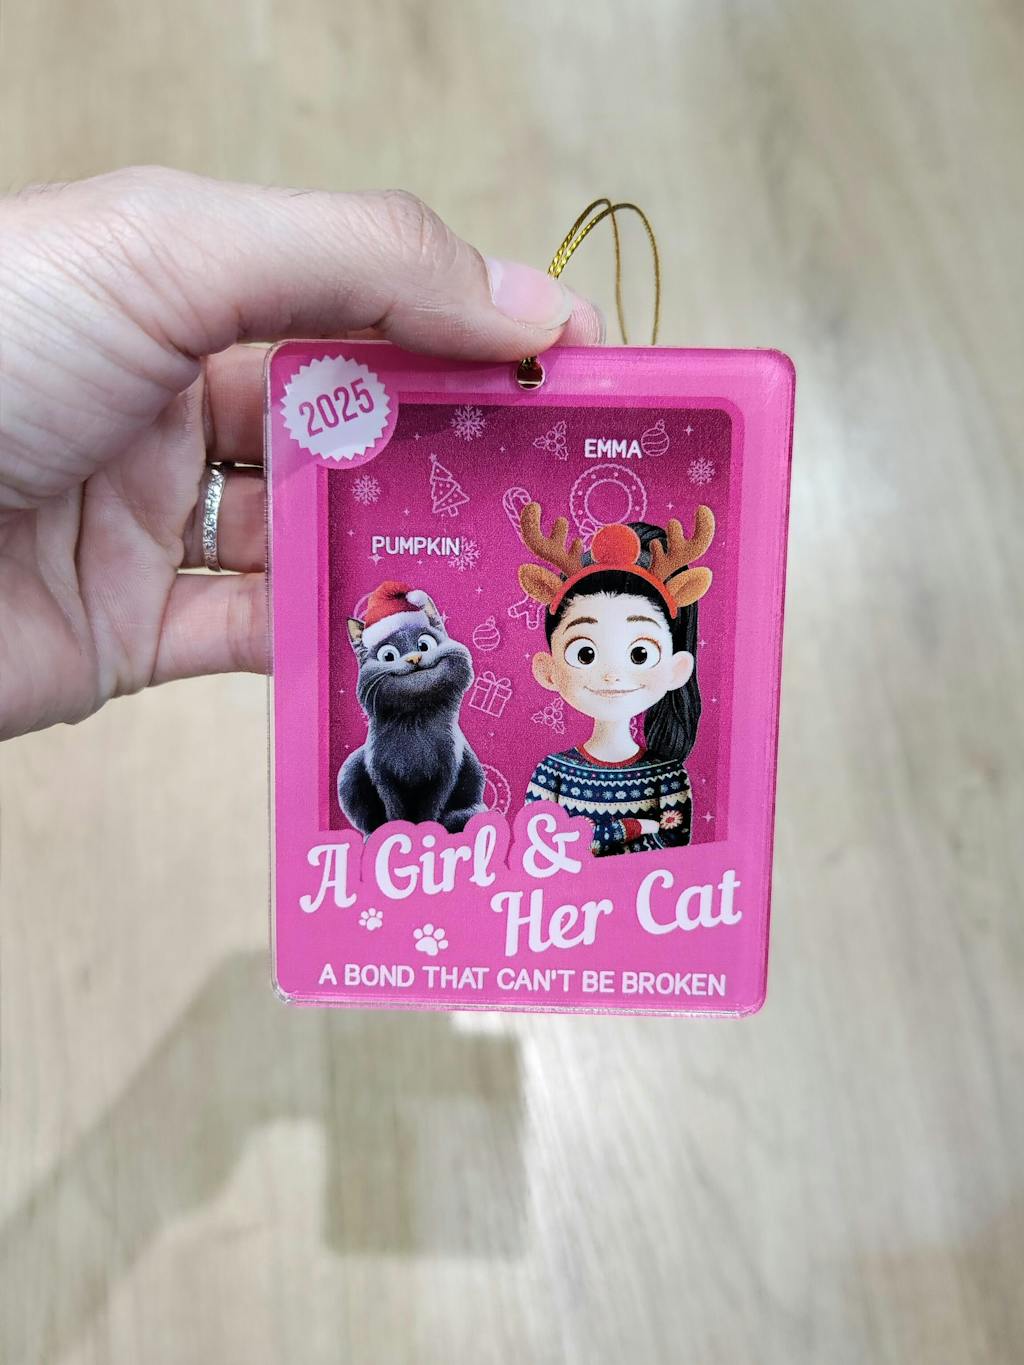 2025
EMMA
PUMPKIN
A Girl &
Her Cat
A BOND THAT CAN'T BE BROKEN